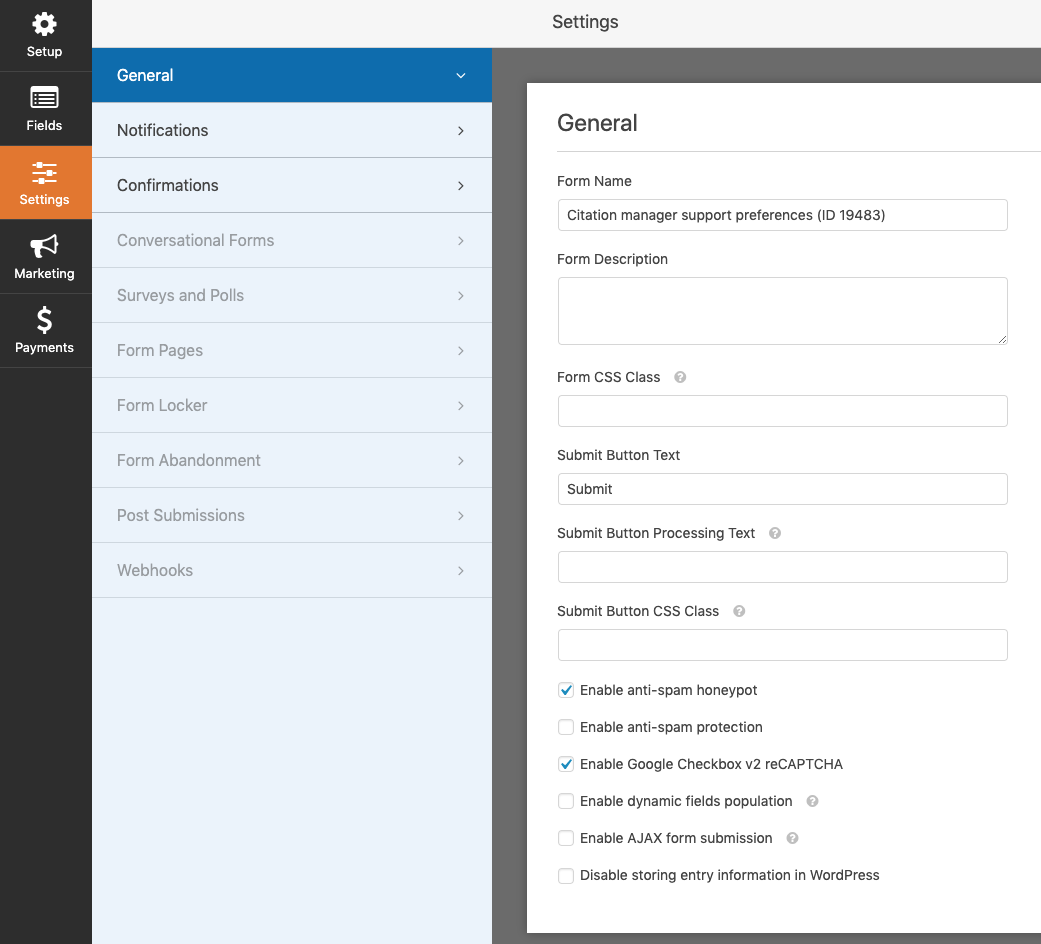 Settings
Setup
Fields
Settings
Marketing
Payments
General
Notifications
Confirmations
Conversational Forms
Surveys and Polls
Form Pages
Form Locker
Form Abandonment
Post Submissions
Webhooks
General
Form Name
Citation manager support preferences (ID 19483)
Form Description
Form CSS Class ?
Submit Button Text
Submit
Submit Button Processing Text ?
Submit Button CSS Class ?
Enable anti-spam honeypot
Enable anti-spam protection
Enable Google Checkbox v2 reCAPTCHA
Enable dynamic fields population ?
Enable AJAX form submission ?
Disable storing entry information in WordPress